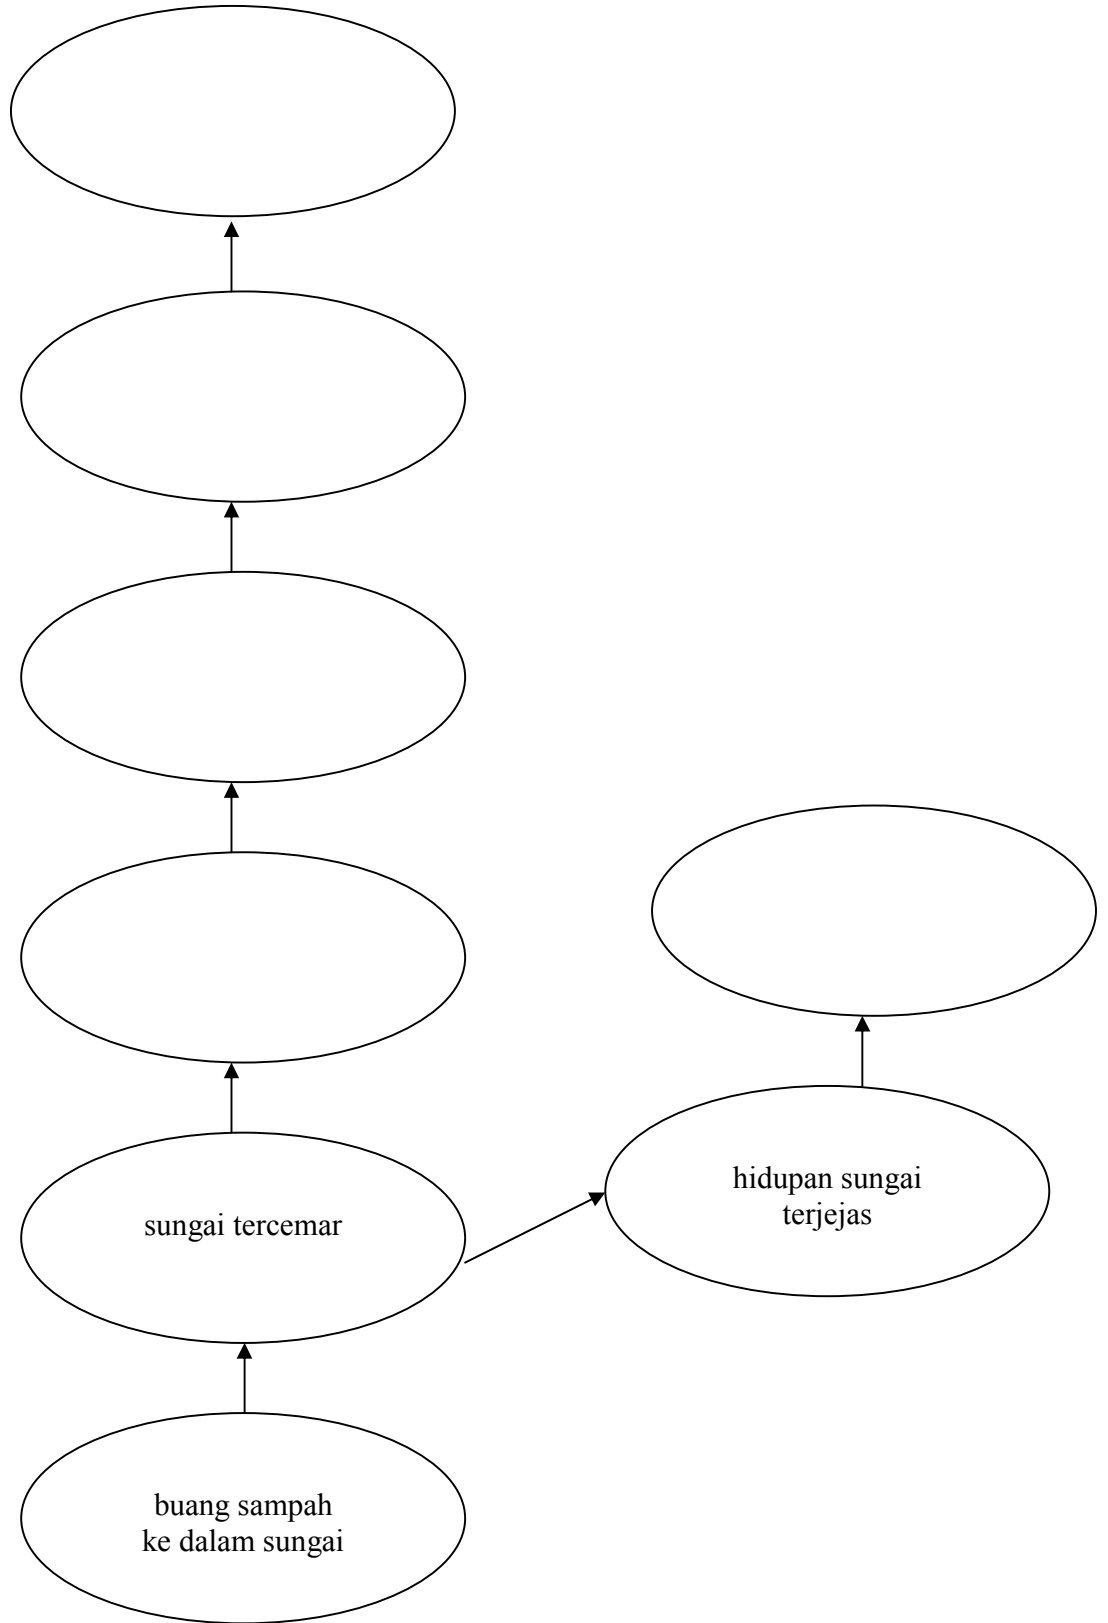 hidupan sungai
terjejas
sungai tercemar
buang sampah
ke dalam sungai